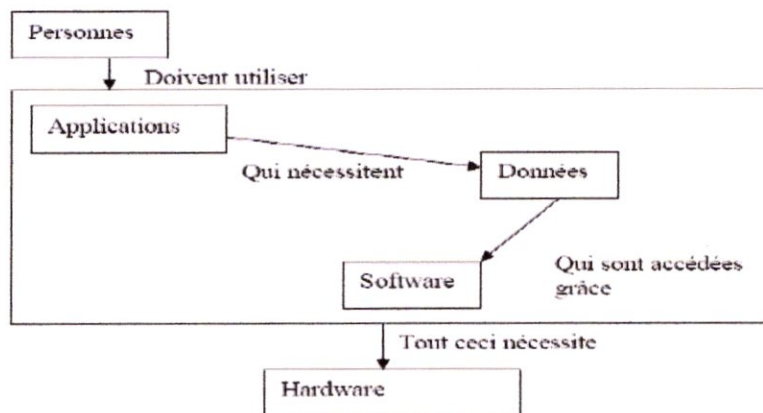 Personnes
Doivent utiliser
Applications
Qui nécessitent
Données
Software
Qui sont accédées
grâce
Tout ceci nécessite
Hardware